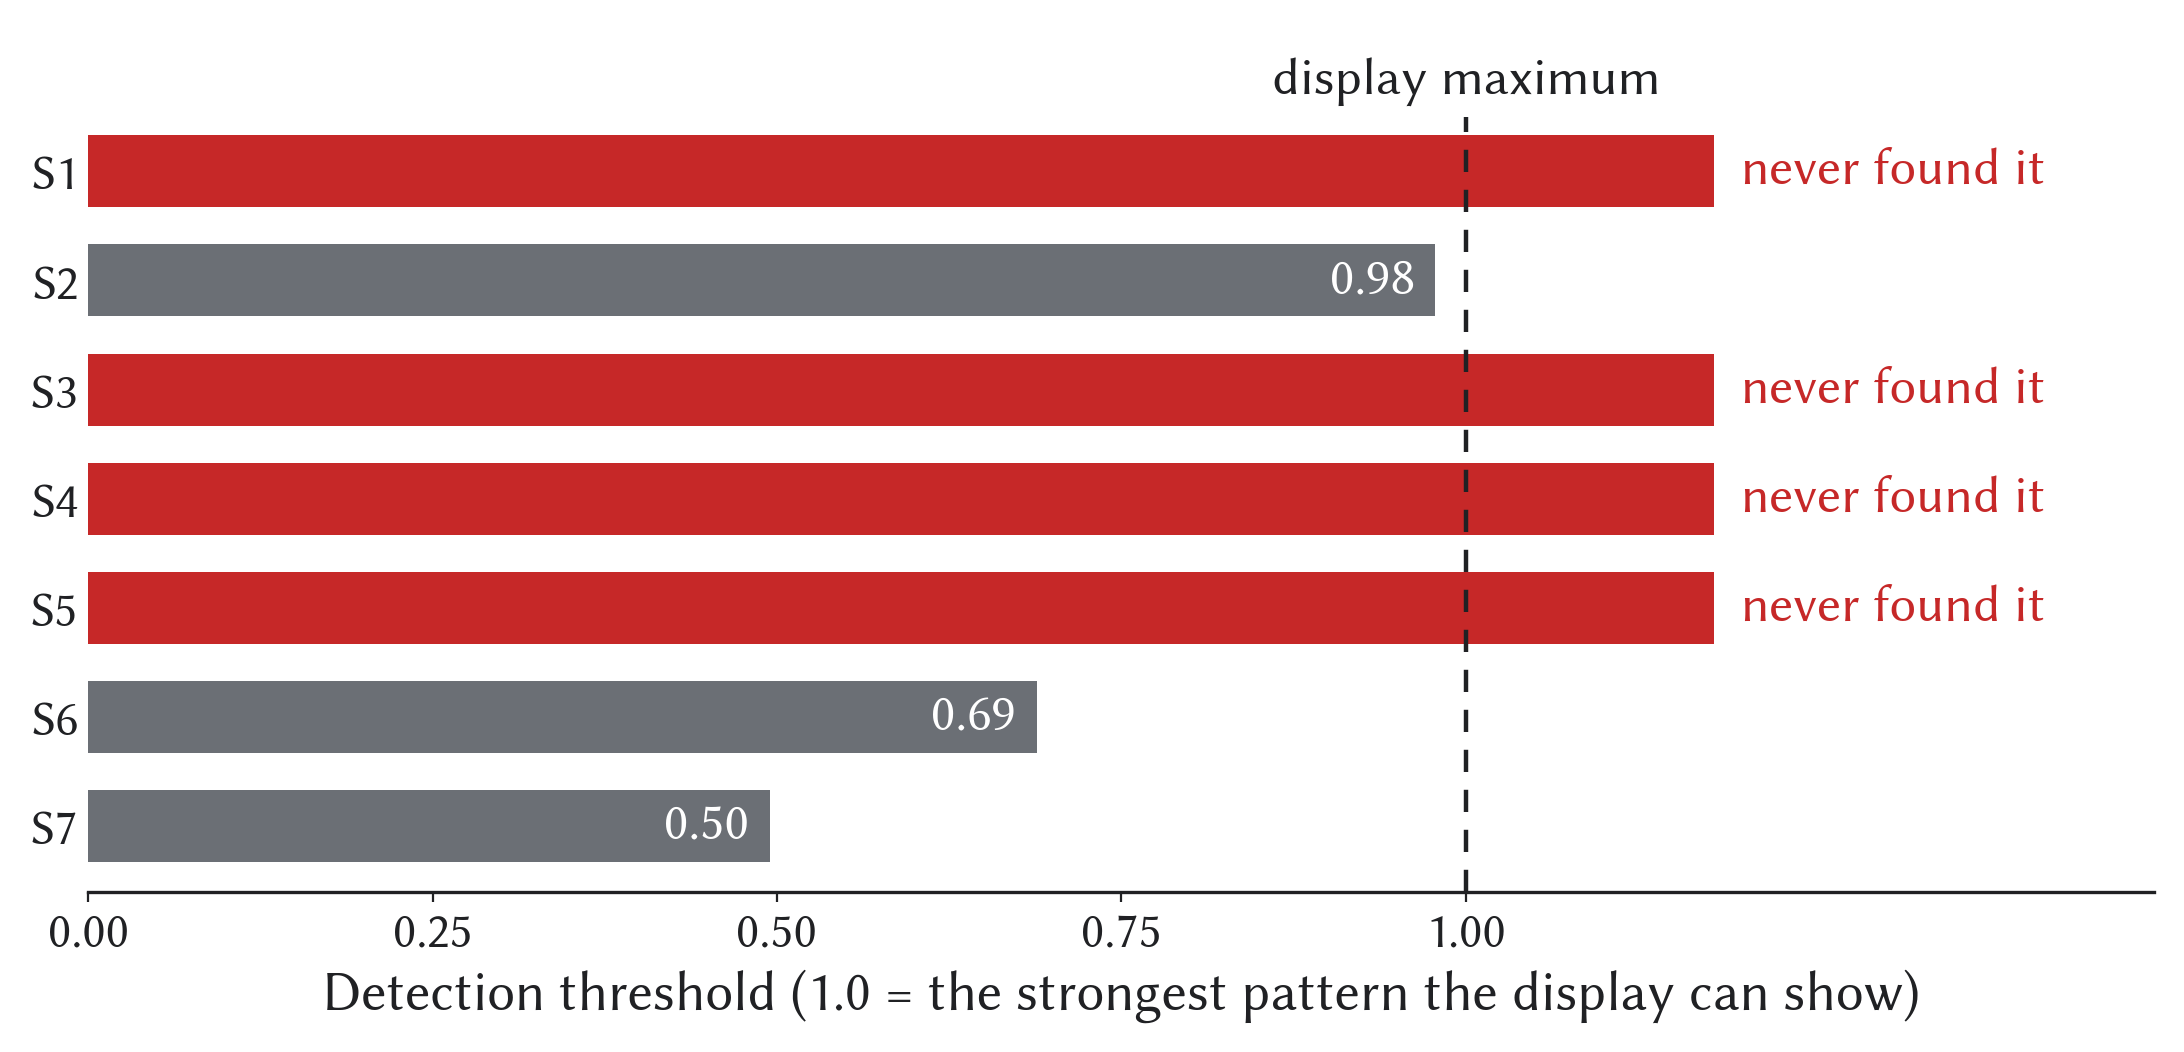 display maximum
S1 never found it
S2 0.98
S3 never found it
S4 never found it
S5 never found it
S6 0.69
S7 0.50
0.00 0.25 0.50 0.75 1.00
Detection threshold (1.0 = the strongest pattern the display can show)